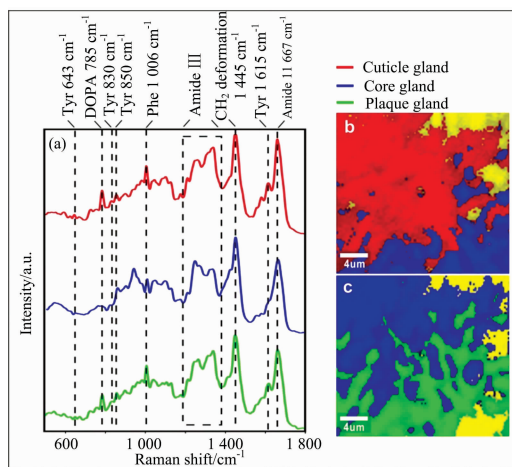 Tyr 643 cm⁻¹
DOPA 785 cm⁻¹
Tyr 830 cm⁻¹
Tyr 850 cm⁻¹
Phe 1 006 cm⁻¹
Amide III
CH₂ deformation
1 445 cm⁻¹
Tyr 1 615 cm⁻¹
Amide 11 667 cm⁻¹
Cuticle gland
Core gland
Plaque gland
(a)
b
4um
c
4um
Intensity/a.u.
600
1 000
1 400
1 800
Raman shift/cm⁻¹